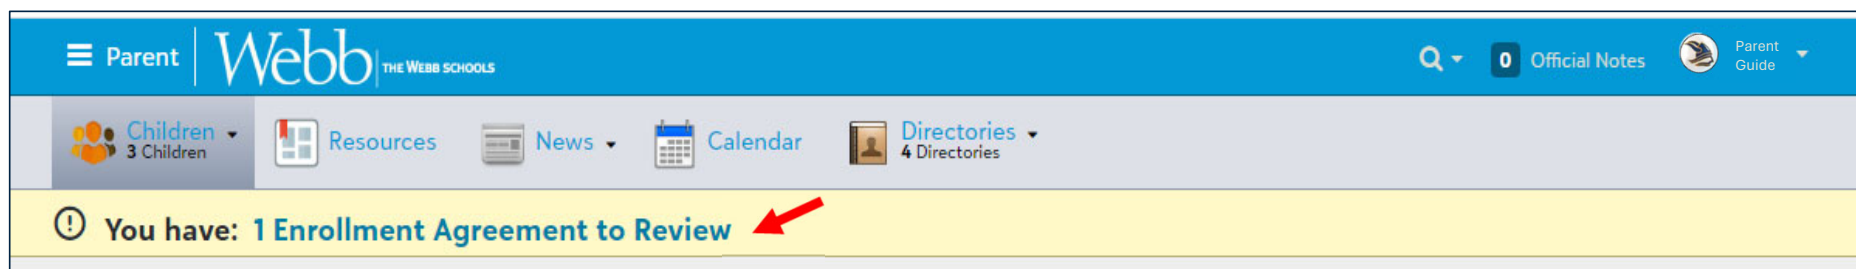 Parent Webb THE WEBB SCHOOLS 0 Official Notes Parent Guide
Children Resources News Calendar Directories
3 Children 4 Directories
You have: 1 Enrollment Agreement to Review